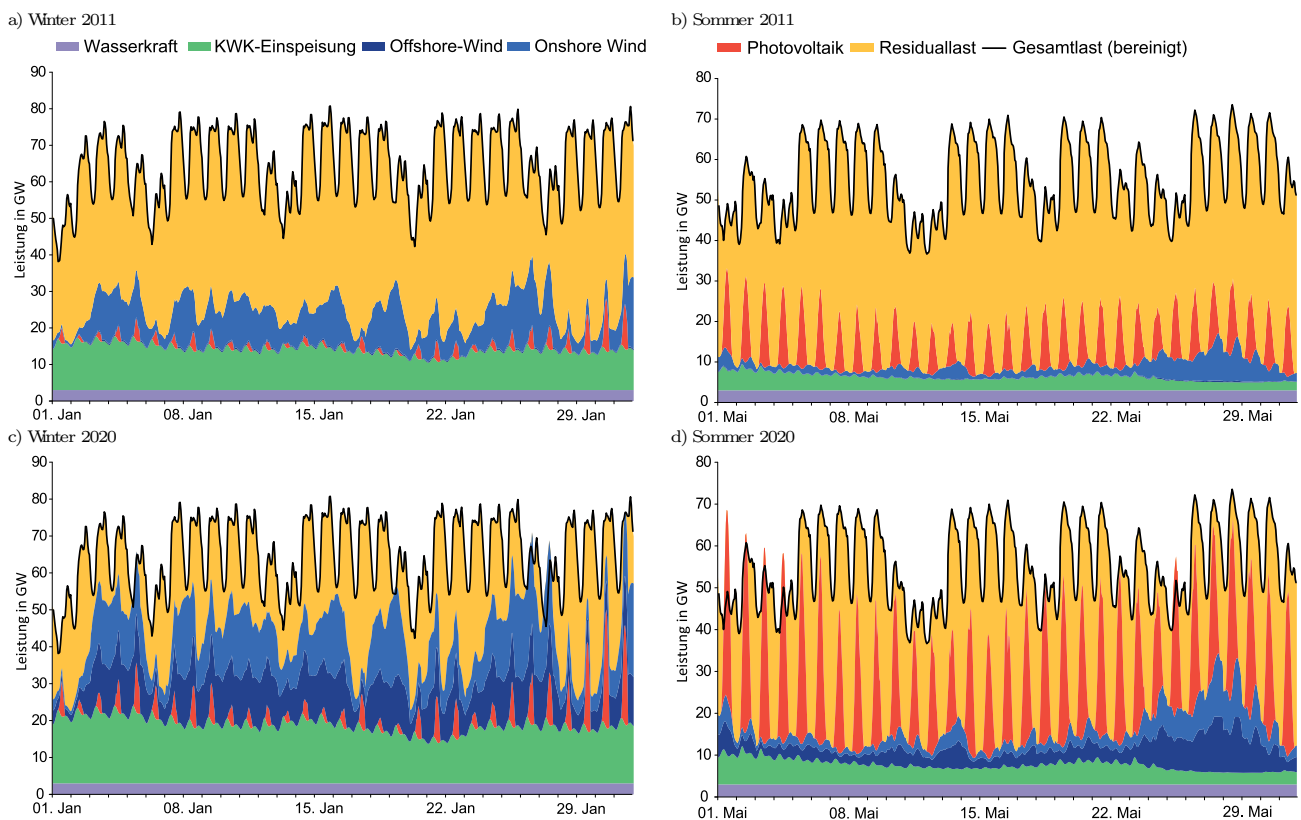 a) Winter 2011
Wasserkraft KWK-Einspeisung Offshore-Wind Onshore Wind
Leistung in GW
90
80
70
60
50
40
30
20
10
0
01. Jan 08. Jan 15. Jan 22. Jan 29. Jan
b) Sommer 2011
Photovoltaik Residuallast Gesamtlast (bereinigt)
Leistung in GW
80
70
60
50
40
30
20
10
0
01. Mai 08. Mai 15. Mai 22. Mai 29. Mai
c) Winter 2020
Leistung in GW
90
80
70
60
50
40
30
20
10
0
01. Jan 08. Jan 15. Jan 22. Jan 29. Jan
d) Sommer 2020
Leistung in GW
80
70
60
50
40
30
20
10
0
01. Mai 08. Mai 15. Mai 22. Mai 29. Mai